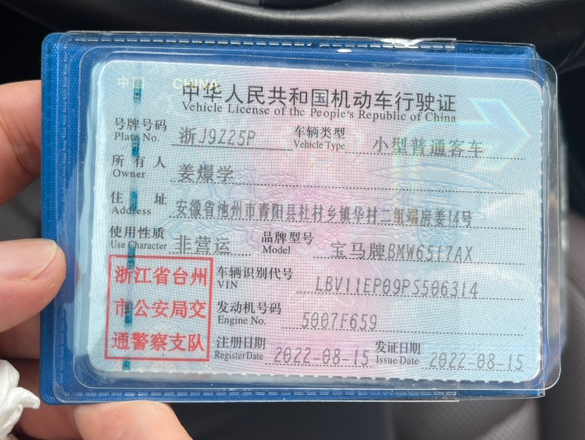 中国 CHINA
中华人民共和国机动车行驶证
Vehicle License of the People's Republic of China
号牌号码 浙J9Z25P 车辆类型 小型普通客车
Plate No. Vehicle Type
所有人 姜爆学
Owner
住址 安徽省池州市青阳县杜村乡镇华村二组端房姜14号
Address
使用性质 非营运 品牌型号 宝马牌BMW6517AX
Use Character Model
浙江省台州
市公安局交
通警察支队
车辆识别代号 LBV11EP09PS506314
VIN
发动机号码 5007F659
Engine No.
注册日期 2022-08-15 发证日期 2022-08-15
Register Date Issue Date